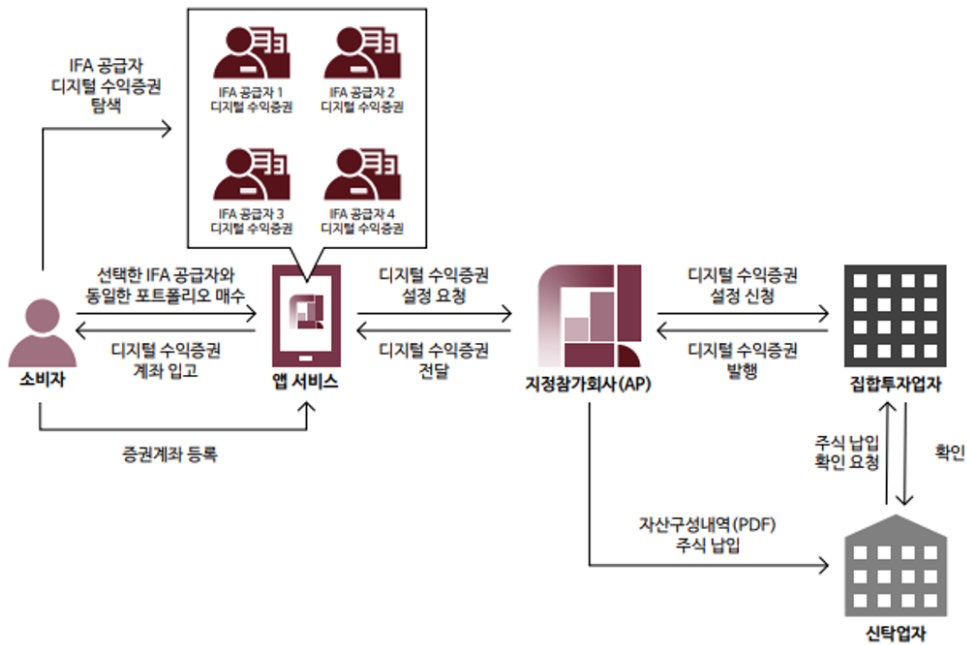 IFA 공급자
디지털 수익증권
탐색
IFA 공급자 1
디지털 수익증권
IFA 공급자 2
디지털 수익증권
IFA 공급자 3
디지털 수익증권
IFA 공급자 4
디지털 수익증권
선택한 IFA 공급자와
동일한 포트폴리오 매수
디지털 수익증권
계좌 입고
소비자
앱 서비스
증권계좌 등록
디지털 수익증권
설정 요청
디지털 수익증권
전달
지정참가회사(AP)
디지털 수익증권
설정 신청
디지털 수익증권
발행
집합투자업자
주식 납입
확인 요청
확인
자산구성내역(PDF)
주식 납입
신탁업자